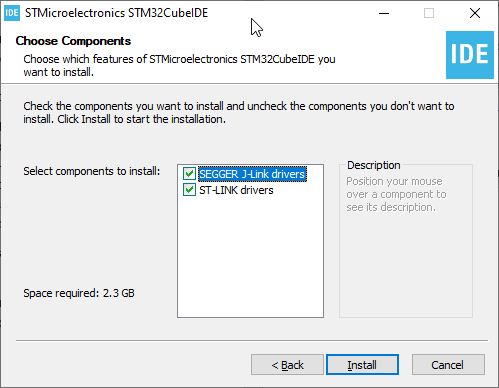 IDE STMicroelectronics STM32CubeIDE
Choose Components
Choose which features of STMicroelectronics STM32CubeIDE you
want to install.
IDE
Check the components you want to install and uncheck the components you don't want to
install. Click Install to start the installation.
Select components to install:
SEGGER J-Link drivers
ST-LINK drivers
Description
Position your mouse
over a component to
see its description.
Space required: 2.3 GB
< Back
Install
Cancel